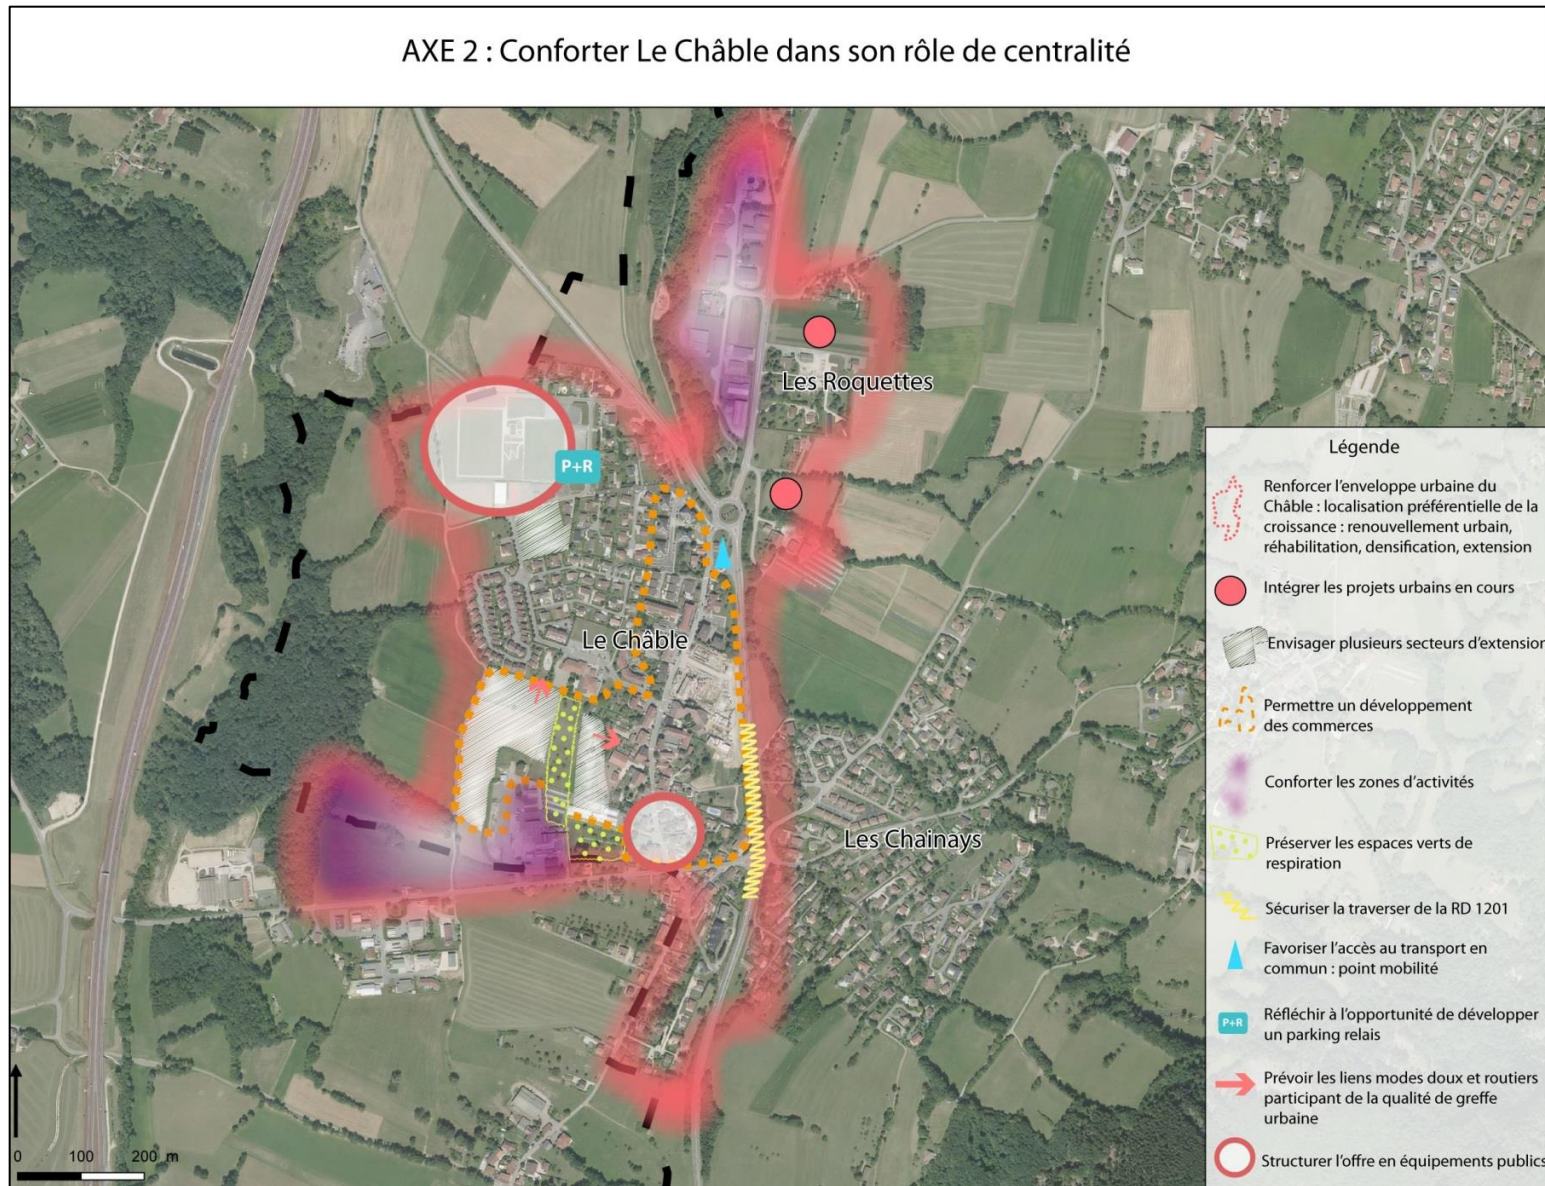 AXE 2 : Conforter Le Châble dans son rôle de centralité
Les Roquettes
P+R
Le Châble
Les Chainays
0 100 200 m
Légende
Renforcer l'enveloppe urbaine du
Châble : localisation préférentielle de la
croissance : renouvellement urbain,
réhabilitation, densification, extension
Intégrer les projets urbains en cours
Envisager plusieurs secteurs d'extension
Permettre un développement
des commerces
Conforter les zones d'activités
Préserver les espaces verts de
respiration
Sécuriser la traverser de la RD 1201
Favoriser l'accès au transport en
commun : point mobilité
P+R
Réfléchir à l'opportunité de développer
un parking relais
Prévoir les liens modes doux et routiers
participant de la qualité de greffe
urbaine
Structurer l'offre en équipements publics